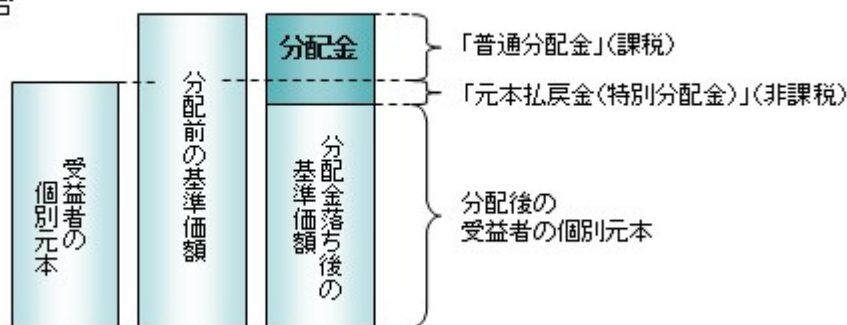 受益者の
個別元本
分配前の基準価額
分配金
分配金落ち後の
基準価額
「普通分配金」(課税)
「元本払戻金(特別分配金)」(非課税)
分配後の
受益者の個別元本